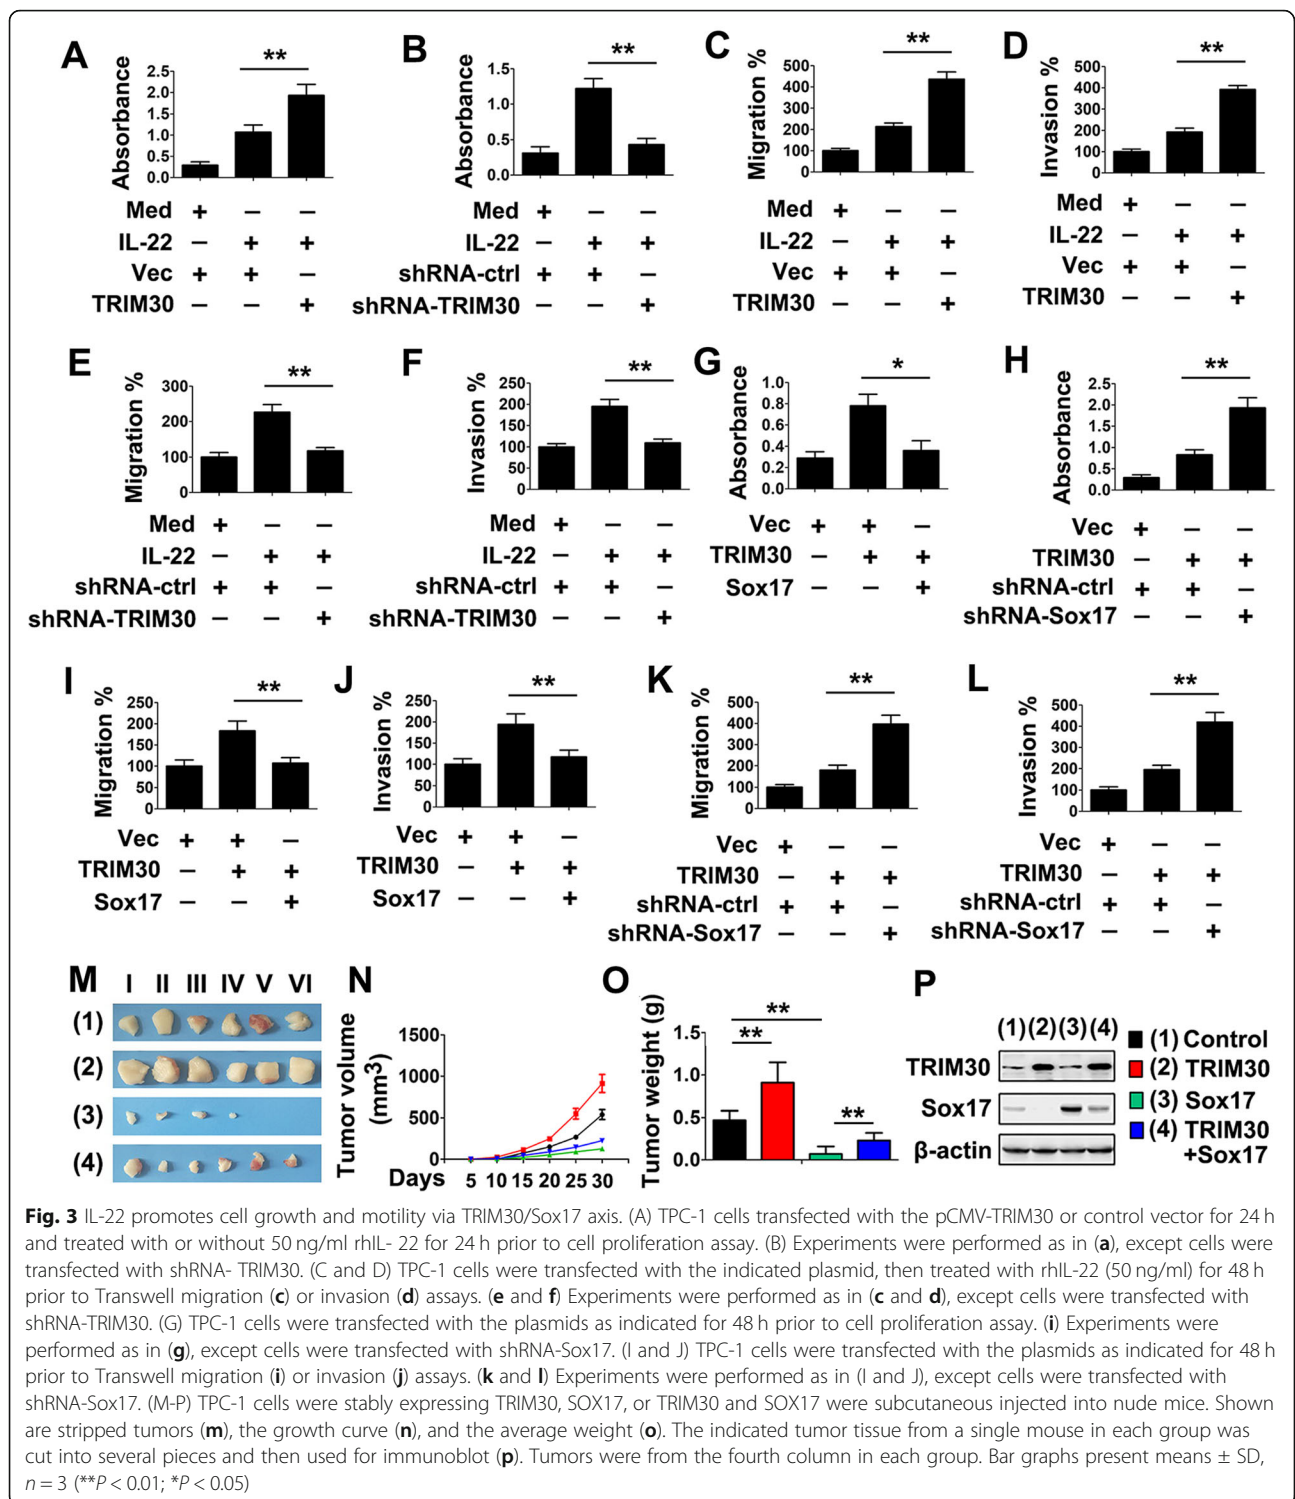 A
Absorbance
2.5
2.0
1.5
1.0
0.5
0.0
**
Med + − −
IL-22 − + +
Vec + + −
TRIM30 − − +
B
Absorbance
1.5
1.0
0.5
0.0
**
Med + − −
IL-22 − + +
shRNA-ctrl + + −
shRNA-TRIM30 − − +
C
Migration %
500
400
300
200
100
0
**
Med + − −
IL-22 − + +
Vec + + −
TRIM30 − − +
D
Invasion %
500
400
300
200
100
0
**
Med + − −
IL-22 − + +
Vec + + −
TRIM30 − − +
E
Migration %
300
200
100
0
**
Med + − −
IL-22 − + +
shRNA-ctrl + + −
shRNA-TRIM30 − − +
F
Invasion %
250
200
150
100
50
0
**
Med + − −
IL-22 − + +
shRNA-ctrl + + −
shRNA-TRIM30 − − +
G
Absorbance
1.0
0.8
0.6
0.4
0.2
0.0
*
Vec + + −
TRIM30 − + +
Sox17 − − +
H
Absorbance
2.5
2.0
1.5
1.0
0.5
0.0
**
Vec + − −
TRIM30 − + +
shRNA-ctrl + + −
shRNA-Sox17 − − +
I
Migration %
250
200
150
100
50
0
**
Vec + + −
TRIM30 − + +
Sox17 − − +
J
Invasion %
250
200
150
100
50
0
**
Vec + + −
TRIM30 − + +
Sox17 − − +
K
Migration %
500
400
300
200
100
0
**
Vec + − −
TRIM30 − + +
shRNA-ctrl + + −
shRNA-Sox17 − − +
L
Invasion %
500
400
300
200
100
0
**
Vec + − −
TRIM30 − + +
shRNA-ctrl + + −
shRNA-Sox17 − − +
M
I II III IV V VI
(1)
(2)
(3)
(4)
N
Tumor volume
(mm3)
1500
1000
500
0
Days 5 10 15 20 25 30
O
Tumor weight (g)
1.5
1.0
0.5
0.0
**
**
**
P
(1) (2) (3) (4)
TRIM30
Sox17
β-actin
(1) Control
(2) TRIM30
(3) Sox17
(4) TRIM30
+Sox17
Fig. 3 IL-22 promotes cell growth and motility via TRIM30/Sox17 axis. (A) TPC-1 cells transfected with the pCMV-TRIM30 or control vector for 24 h
and treated with or without 50 ng/ml rhIL- 22 for 24 h prior to cell proliferation assay. (B) Experiments were performed as in (a), except cells were
transfected with shRNA- TRIM30. (C and D) TPC-1 cells were transfected with the indicated plasmid, then treated with rhIL-22 (50 ng/ml) for 48 h
prior to Transwell migration (c) or invasion (d) assays. (e and f) Experiments were performed as in (c and d), except cells were transfected with
shRNA-TRIM30. (G) TPC-1 cells were transfected with the plasmids as indicated for 48 h prior to cell proliferation assay. (i) Experiments were
performed as in (g), except cells were transfected with shRNA-Sox17. (I and J) TPC-1 cells were transfected with the plasmids as indicated for 48 h
prior to Transwell migration (i) or invasion (j) assays. (k and l) Experiments were performed as in (I and J), except cells were transfected with
shRNA-Sox17. (M-P) TPC-1 cells were stably expressing TRIM30, SOX17, or TRIM30 and SOX17 were subcutaneous injected into nude mice. Shown
are stripped tumors (m), the growth curve (n), and the average weight (o). The indicated tumor tissue from a single mouse in each group was
cut into several pieces and then used for immunoblot (p). Tumors were from the fourth column in each group. Bar graphs present means ± SD,
n = 3 (**P < 0.01; *P < 0.05)